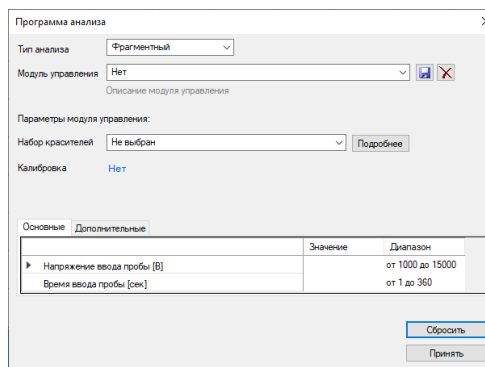 Программа анализа
Тип анализа Фрагментный
Модуль управления Нет
Описание модуля управления
Параметры модуля управления:
Набор красителей Не выбран Подробнее
Калибровка Нет
Основные Дополнительные
Значение Диапазон
Напряжение ввода пробы [В] от 1000 до 15000
Время ввода пробы [сек] от 1 до 360
Сбросить
Принять